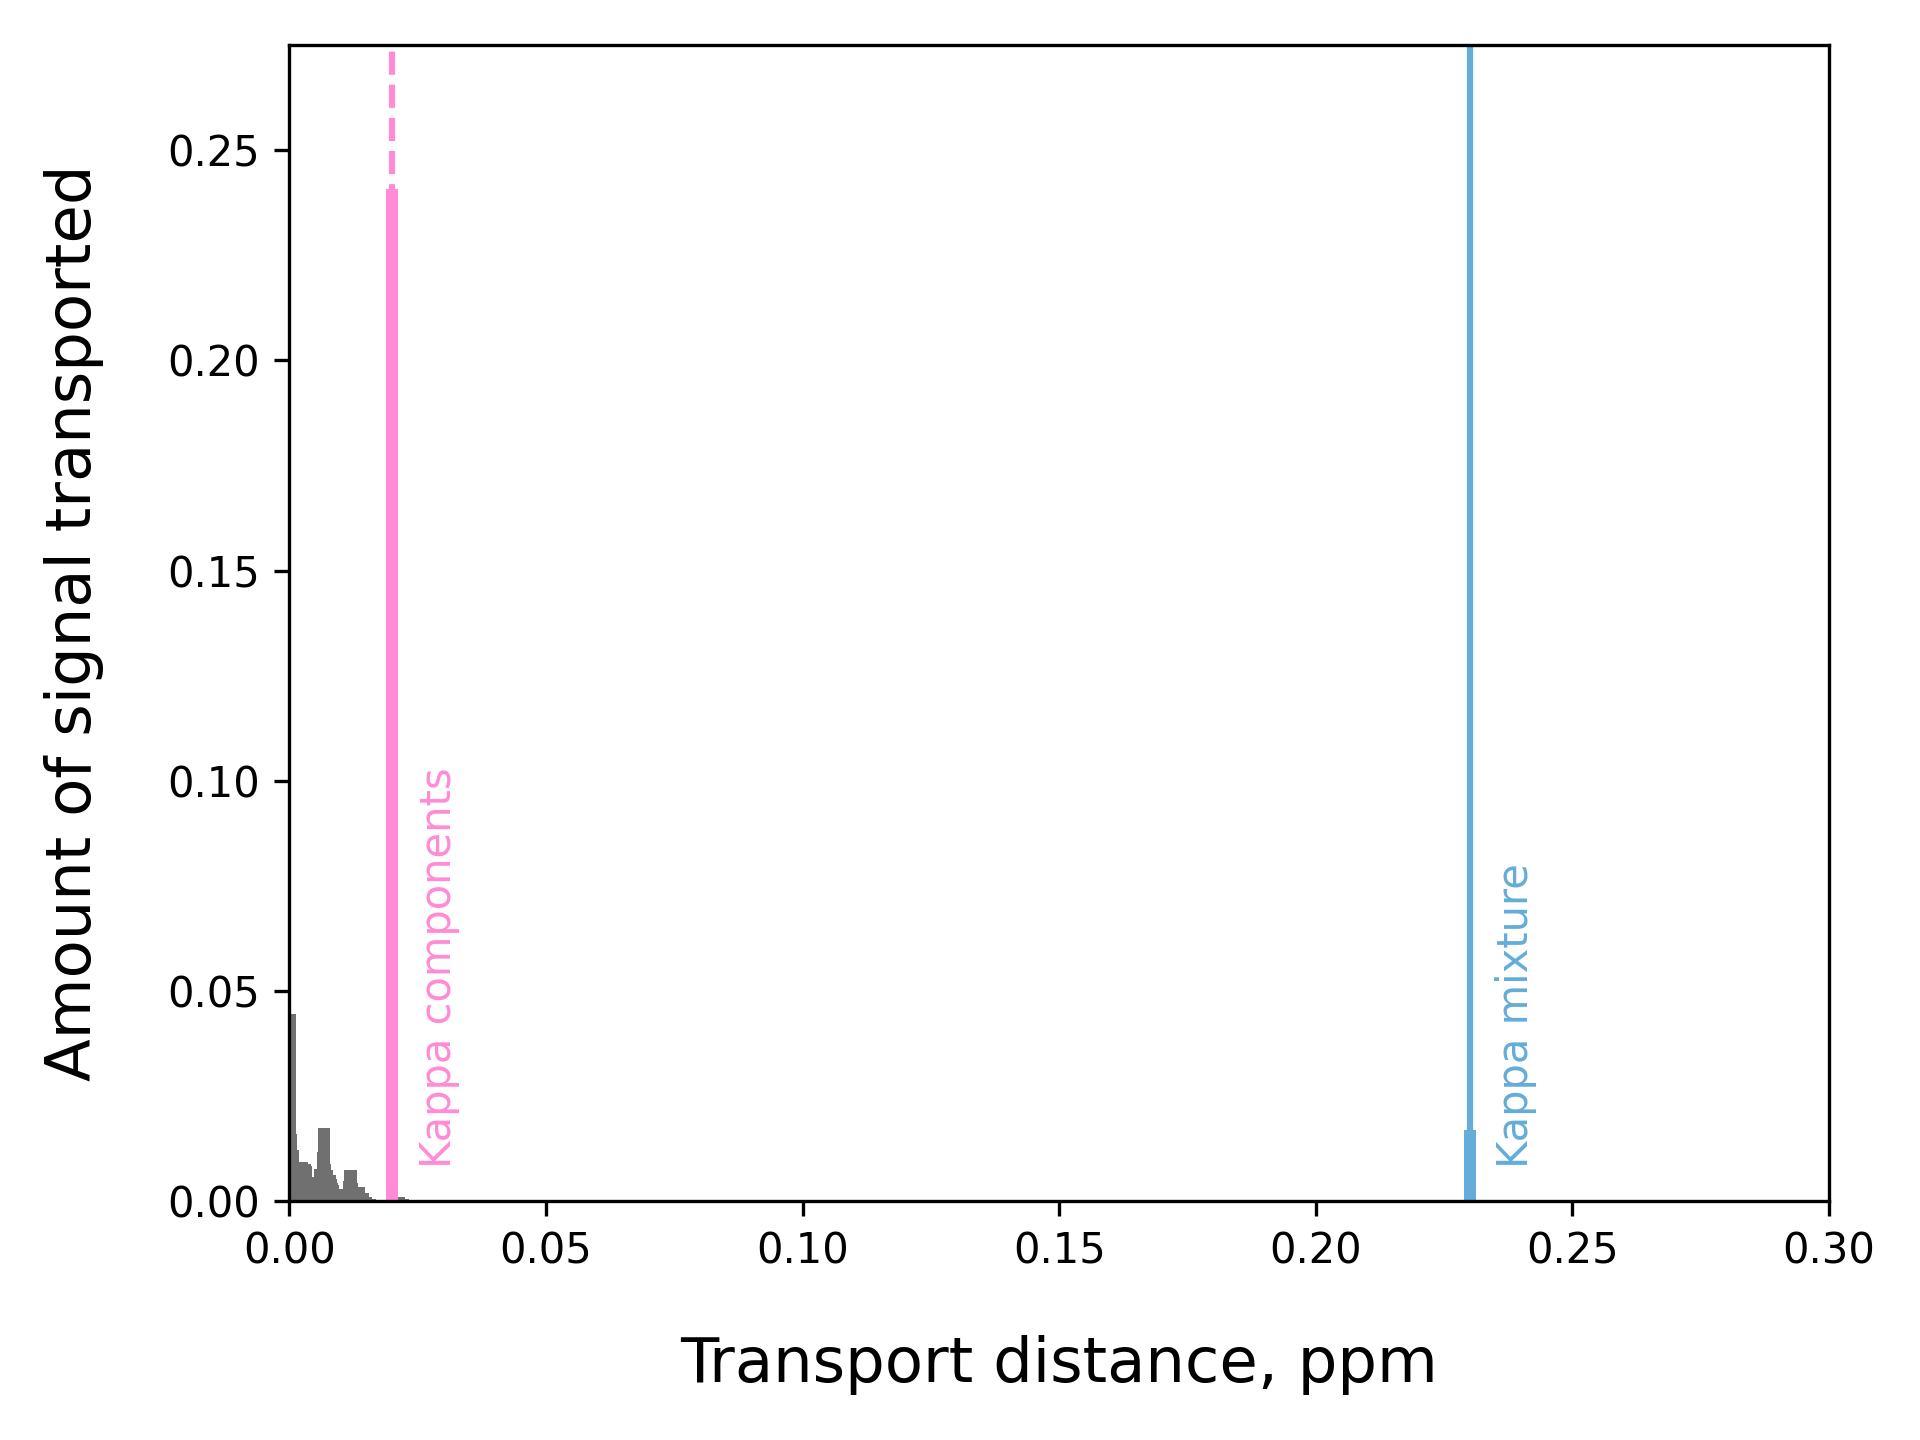 0.25
0.20
0.15
0.10
0.05
0.00
Amount of signal transported
Kappa components
Kappa mixture
0.00 0.05 0.10 0.15 0.20 0.25 0.30
Transport distance, ppm